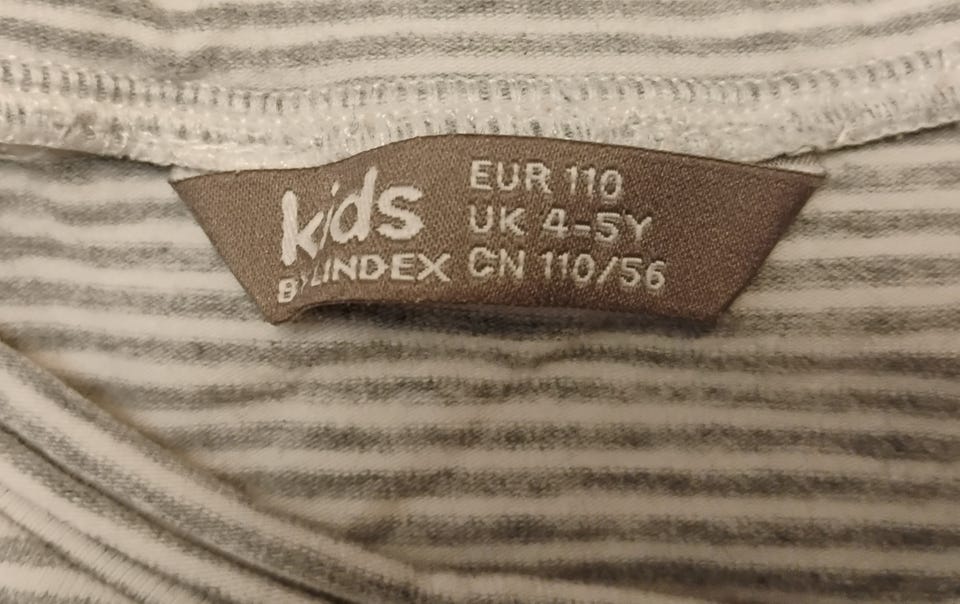 kids
BY LINDEX
EUR 110
UK 4-5Y
CN 110/56